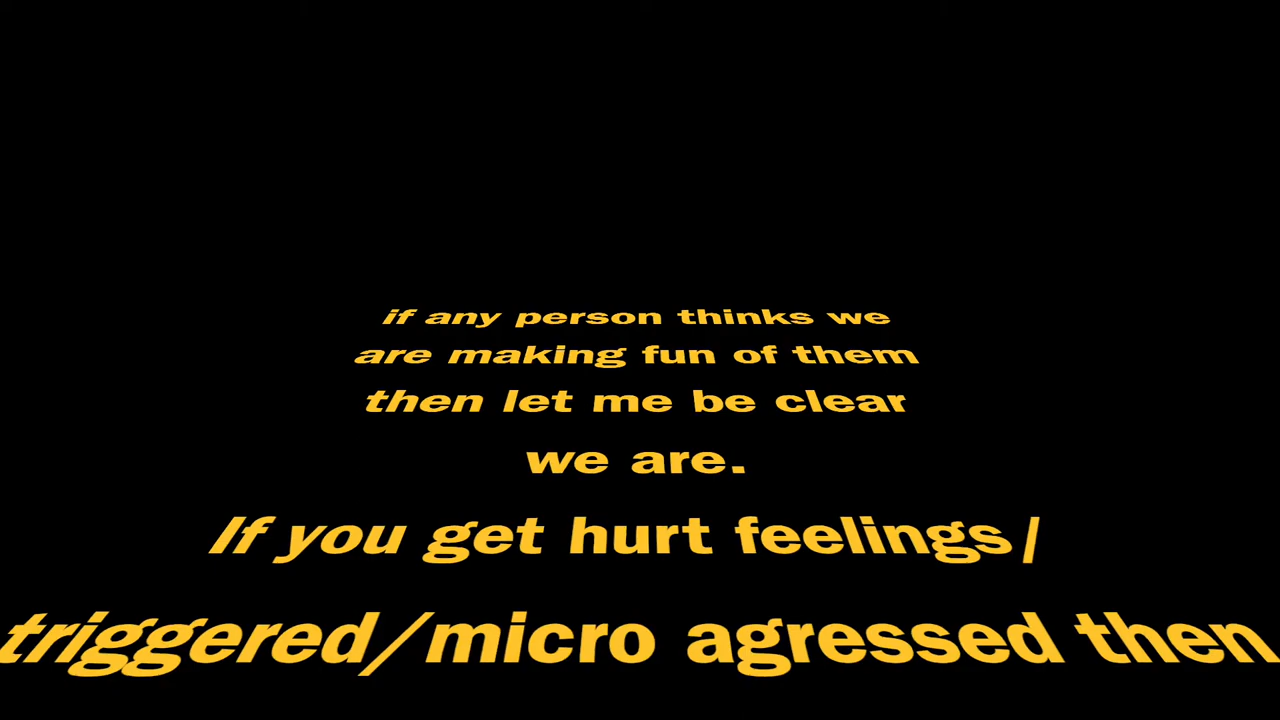 if any person thinks we
are making fun of them
then let me be clear
we are.
If you get hurt feelings/
triggered/micro agressed then